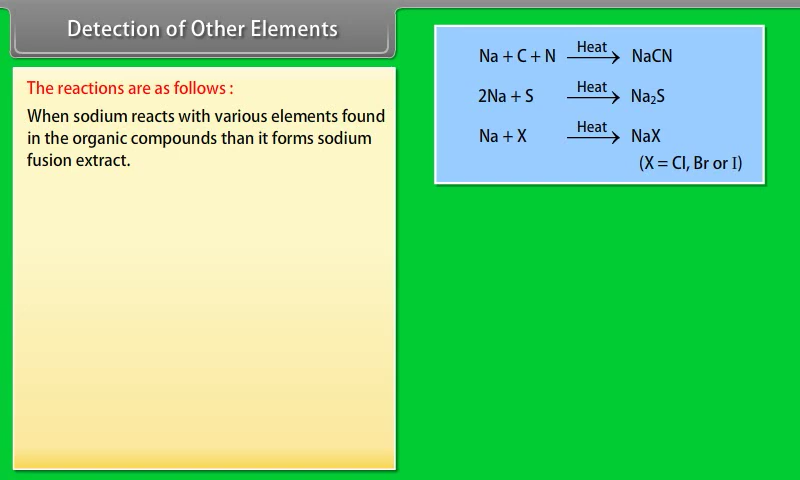 Detection of Other Elements
The reactions are as follows :
When sodium reacts with various elements found
in the organic compounds than it forms sodium
fusion extract.
Na + C + N Heat → NaCN
2Na + S Heat → Na₂S
Na + X Heat → NaX
(X = Cl, Br or I)